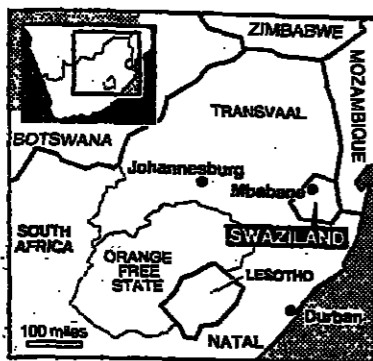 ZIMBABWE
MOZAMBIQUE
TRANSVAAL
BOTSWANA
Johannesburg
Mbabane
SOUTH
AFRICA
SWAZILAND
ORANGE
FREE
STATE
LESOTHO
Durban
100 miles
NATAL